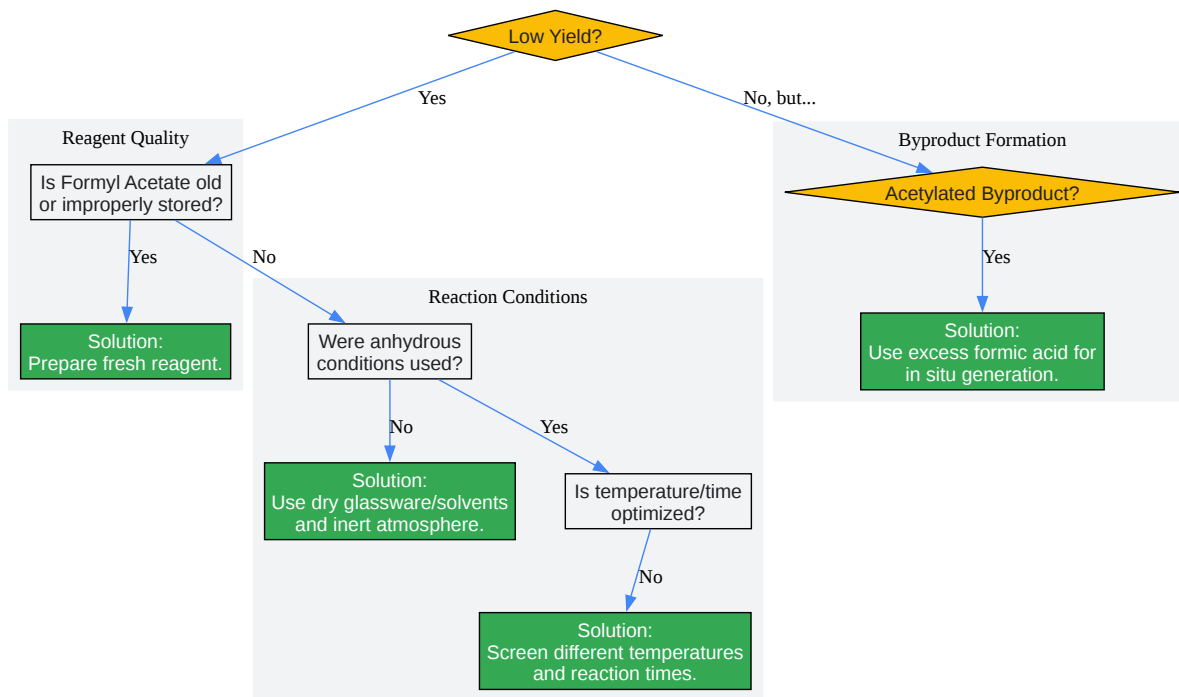 Low Yield?
Yes
No, but...
Reagent Quality
Is Formyl Acetate old
or improperly stored?
Yes
No
Solution:
Prepare fresh reagent.
Byproduct Formation
Acetylated Byproduct?
Yes
Solution:
Use excess formic acid for
in situ generation.
Reaction Conditions
Were anhydrous
conditions used?
No
Yes
Solution:
Use dry glassware/solvents
and inert atmosphere.
Is temperature/time
optimized?
No
Solution:
Screen different temperatures
and reaction times.